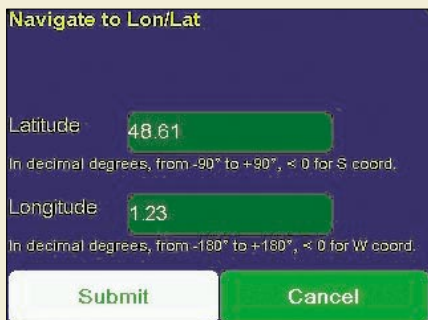 Navigate to Lon/Lat
Latitude 48.61
In decimal degrees, from -90° to +90°, < 0 for S coord.
Longitude 1.23
In decimal degrees, from -180° to +180°, < 0 for W coord.
Submit Cancel